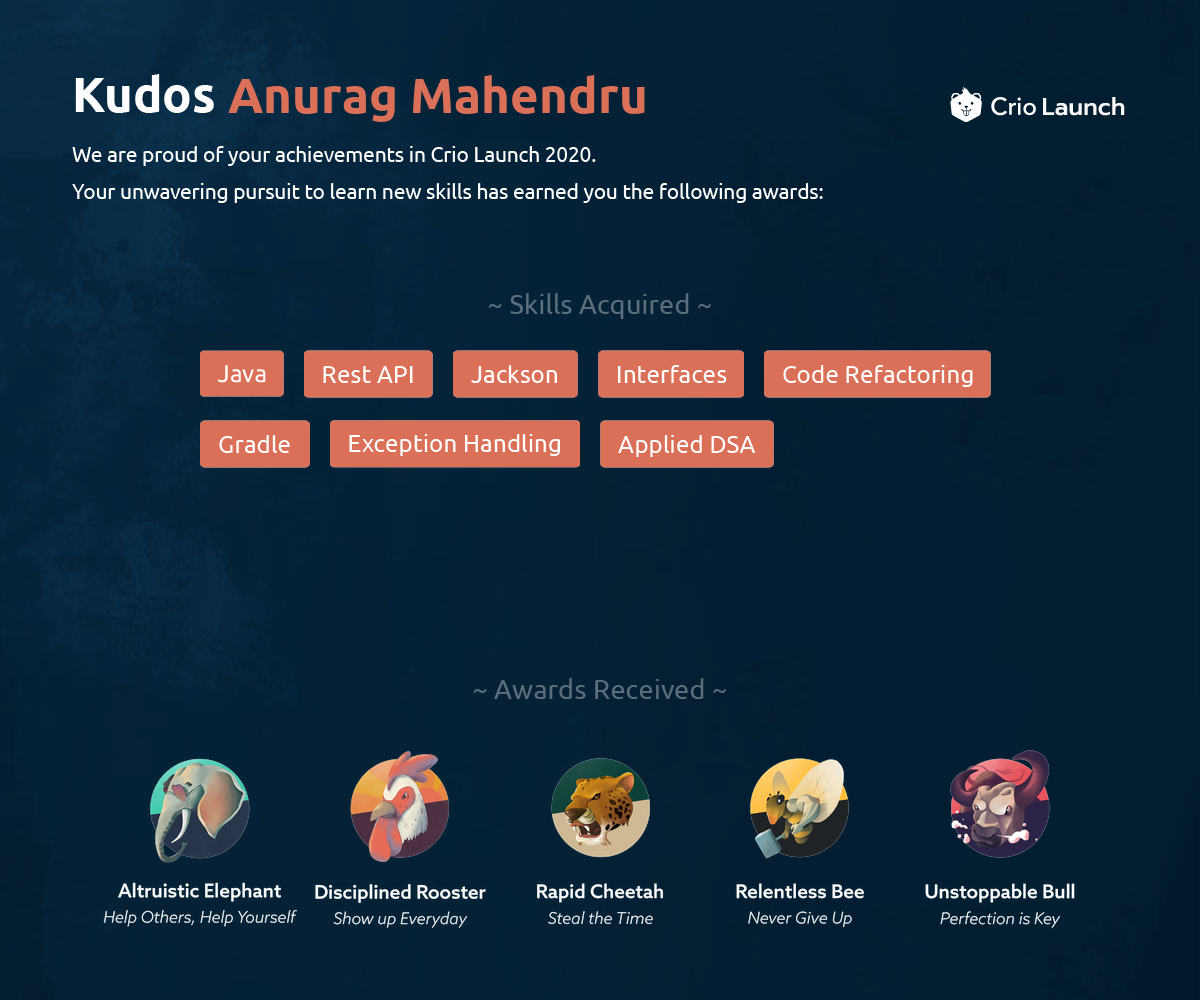 Kudos Anurag Mahendru
Crio Launch
We are proud of your achievements in Crio Launch 2020.
Your unwavering pursuit to learn new skills has earned you the following awards:
~ Skills Acquired ~
Java Rest API Jackson Interfaces Code Refactoring
Gradle Exception Handling Applied DSA
~ Awards Received ~
Altruistic Elephant Disciplined Rooster Rapid Cheetah Relentless Bee Unstoppable Bull
Help Others, Help Yourself Show up Everyday Steal the Time Never Give Up Perfection is Key